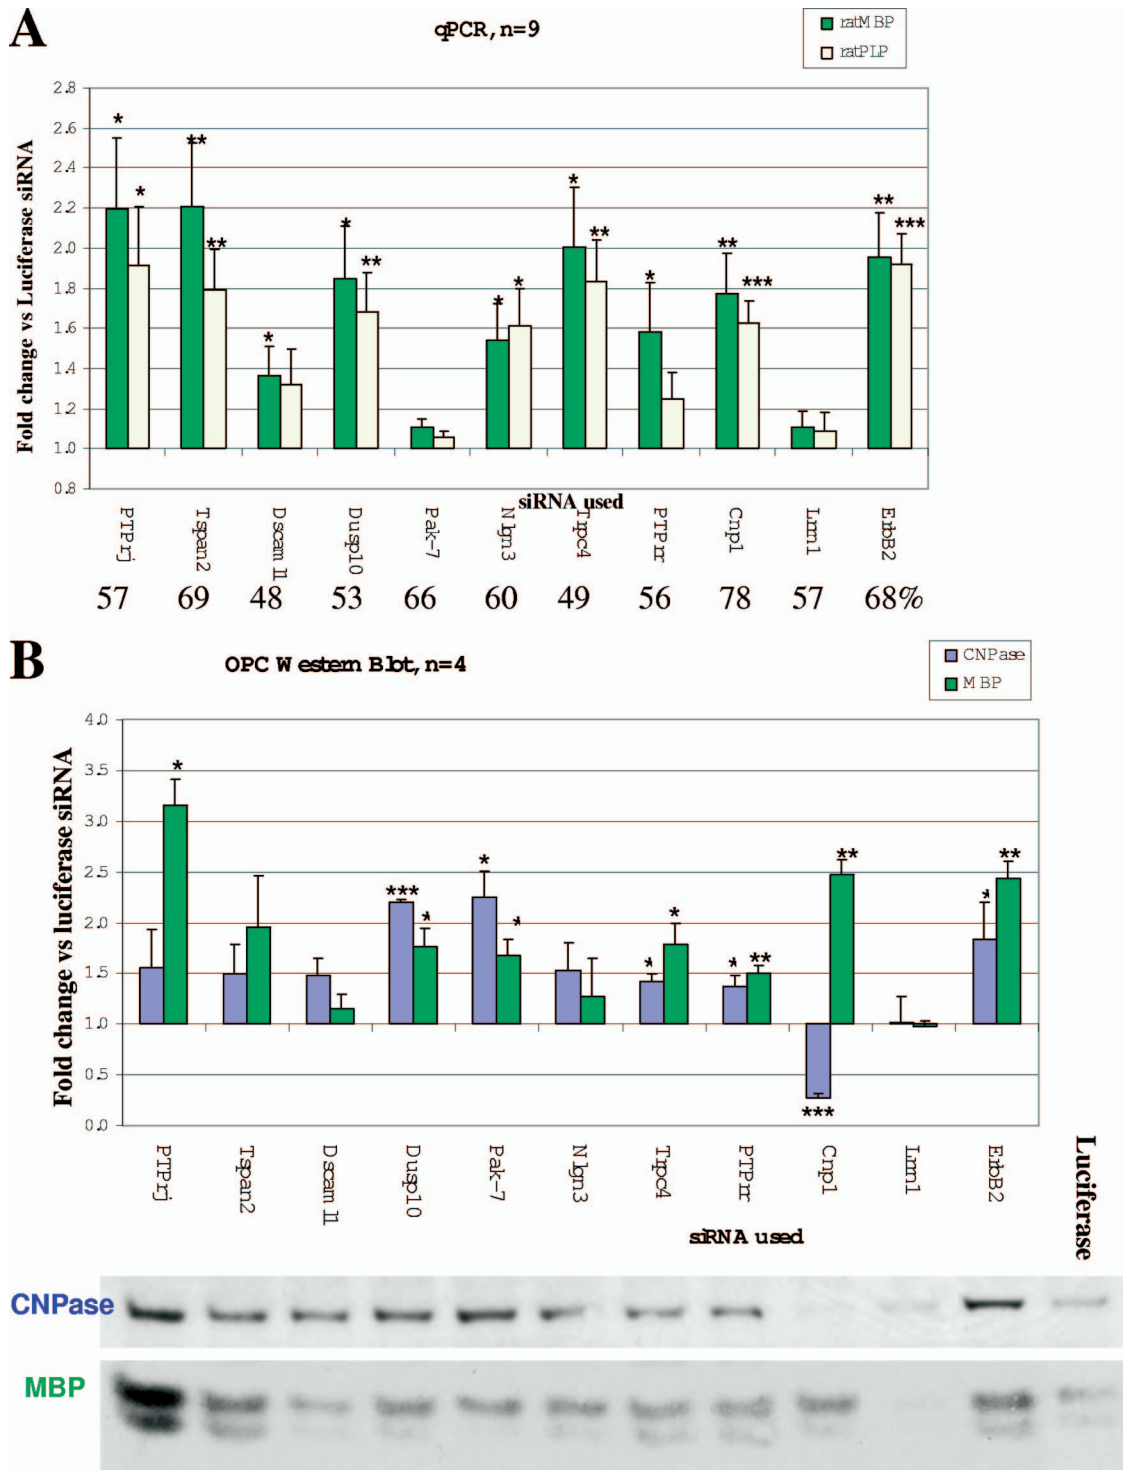 A
qPCR, n=9
ratMBP
ratPLP
Fold change vs Luciferase siRNA
2.8
2.6
2.4
2.2
2.0
1.8
1.6
1.4
1.2
1.0
0.8
* * ** ** * * ** * * * ** * ** *** ** ***
siRNA used
PTPrj Tspan2 Dscaml1 Dusp10 Pak-7 Nlgn3 Trpc4 PTPrr Cnp1 Lrrn1 ErbB2
57 69 48 53 66 60 49 56 78 57 68%
B
OPC Western Blot, n=4
CNPase
MBP
Fold change vs luciferase siRNA
4.0
3.5
3.0
2.5
2.0
1.5
1.0
0.5
0.0
* *** * * * * * * ** *** ** * **
PTPrj Tspan2 Dscaml1 Dusp10 Pak-7 Nlgn3 Trpc4 PTPrr Cnp1 Lrrn1 ErbB2 Luciferase
siRNA used
CNPase
MBP